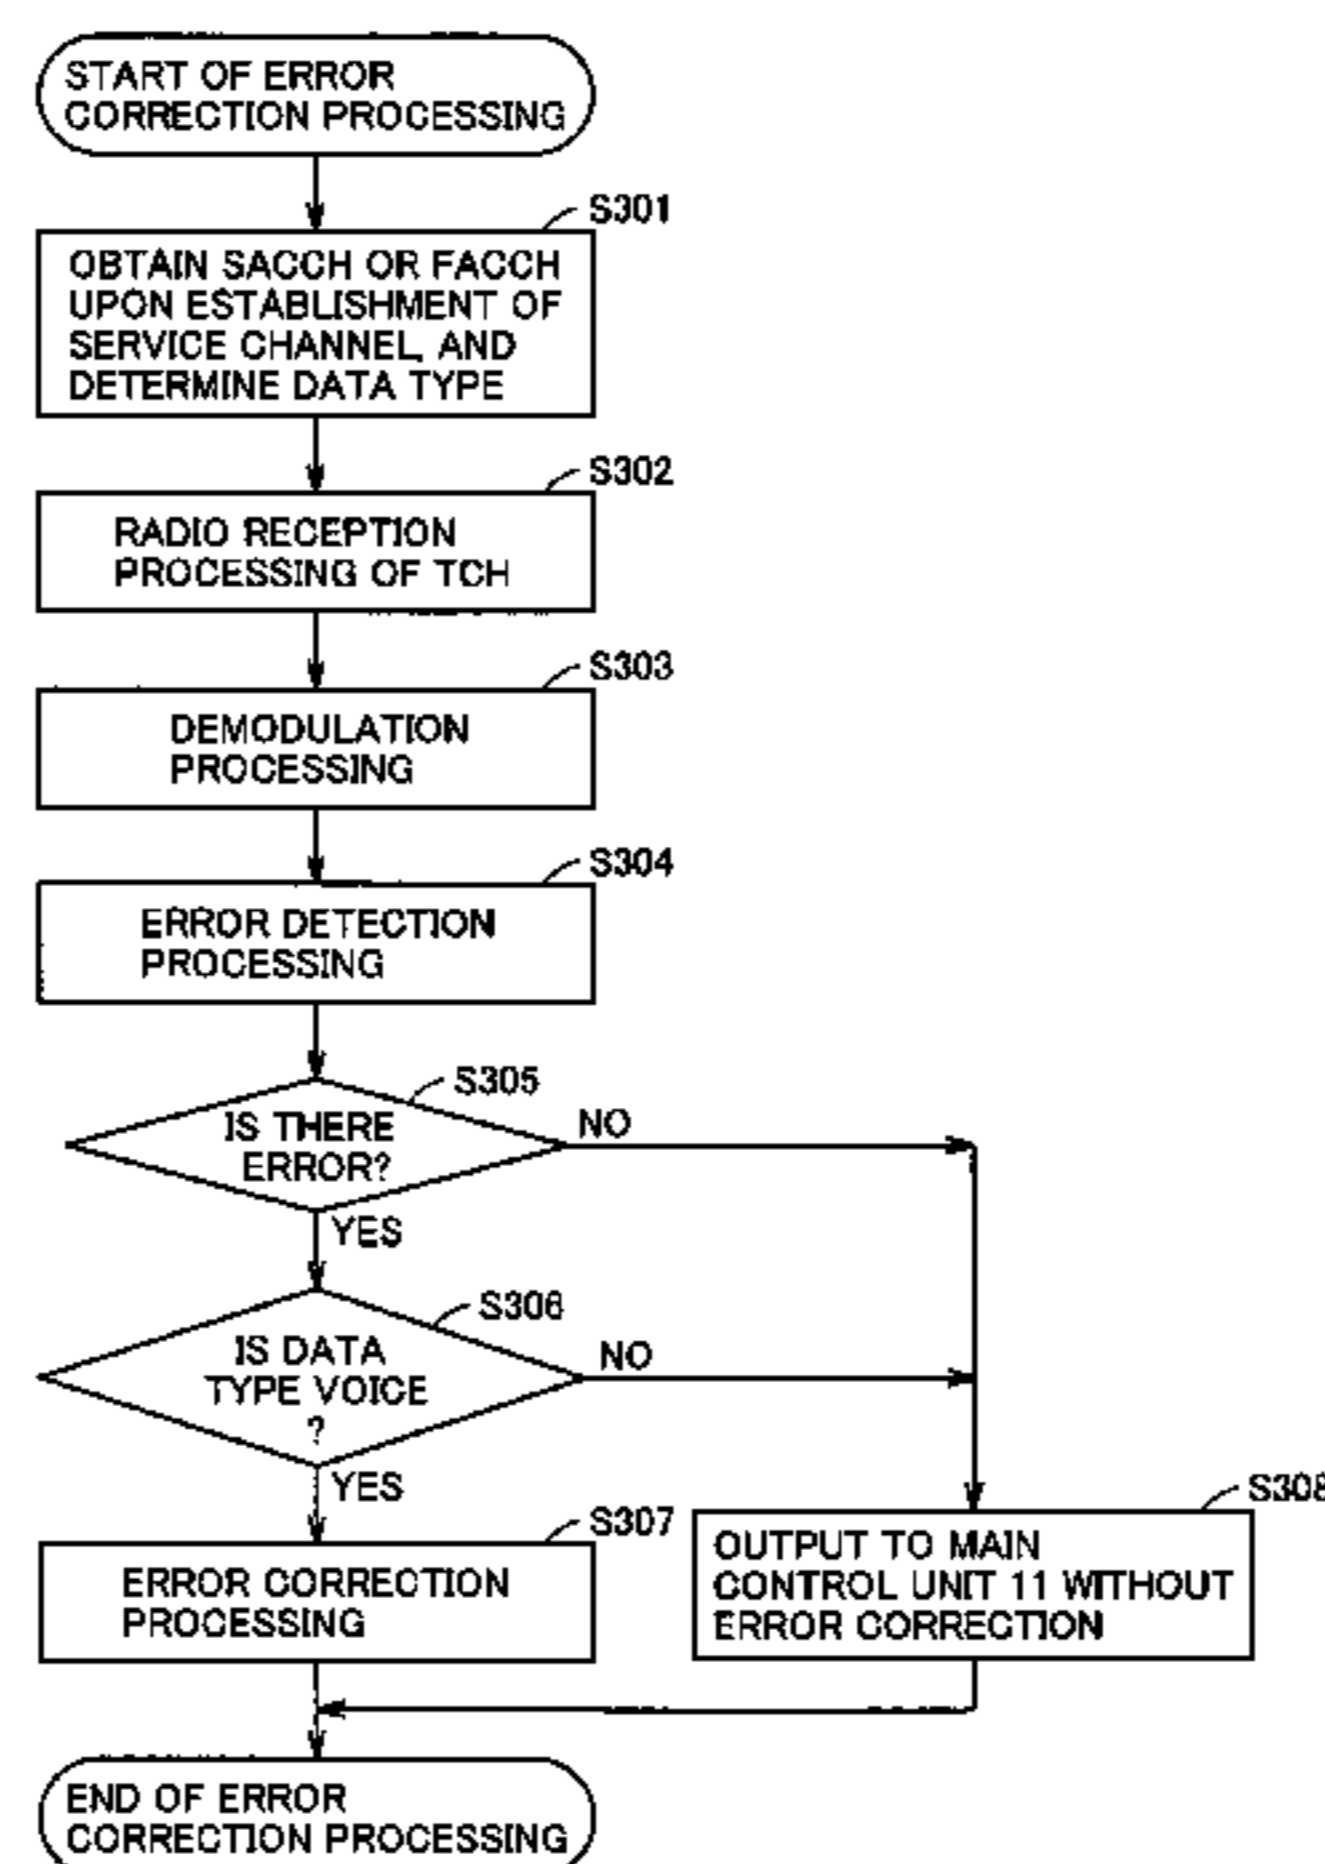 START OF ERROR
CORRECTION PROCESSING
S301
OBTAIN SACCH OR FACCH
UPON ESTABLISHMENT OF
SERVICE CHANNEL, AND
DETERMINE DATA TYPE
S302
RADIO RECEPTION
PROCESSING OF TCH
S303
DEMODULATION
PROCESSING
S304
ERROR DETECTION
PROCESSING
S305
IS THERE
ERROR?
NO
YES
S306
IS DATA
TYPE VOICE
?
NO
YES
S307
ERROR CORRECTION
PROCESSING
S308
OUTPUT TO MAIN
CONTROL UNIT 11 WITHOUT
ERROR CORRECTION
END OF ERROR
CORRECTION PROCESSING